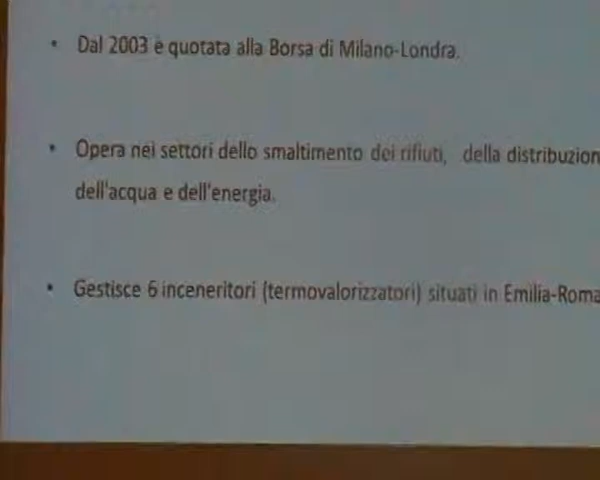 • Dal 2003 è quotata alla Borsa di Milano-Londra.
• Opera nei settori dello smaltimento dei rifiuti, della distribuzion
dell'acqua e dell'energia.
• Gestisce 6 inceneritori (termovalorizzatori) situati in Emilia-Roma